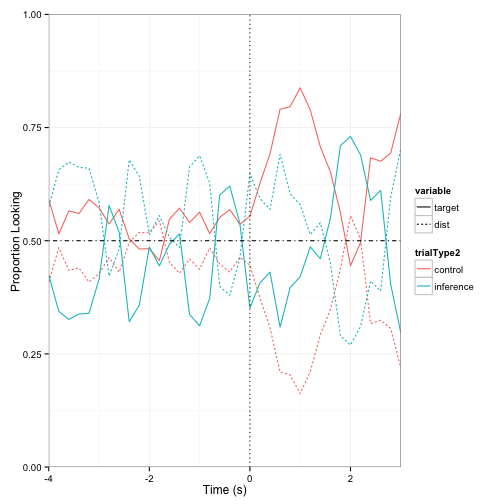 1.00
0.75
0.50
0.25
0.00
Proportion Looking
-4
-2
0
2
Time (s)
variable
target
dist
trialType2
control
inference